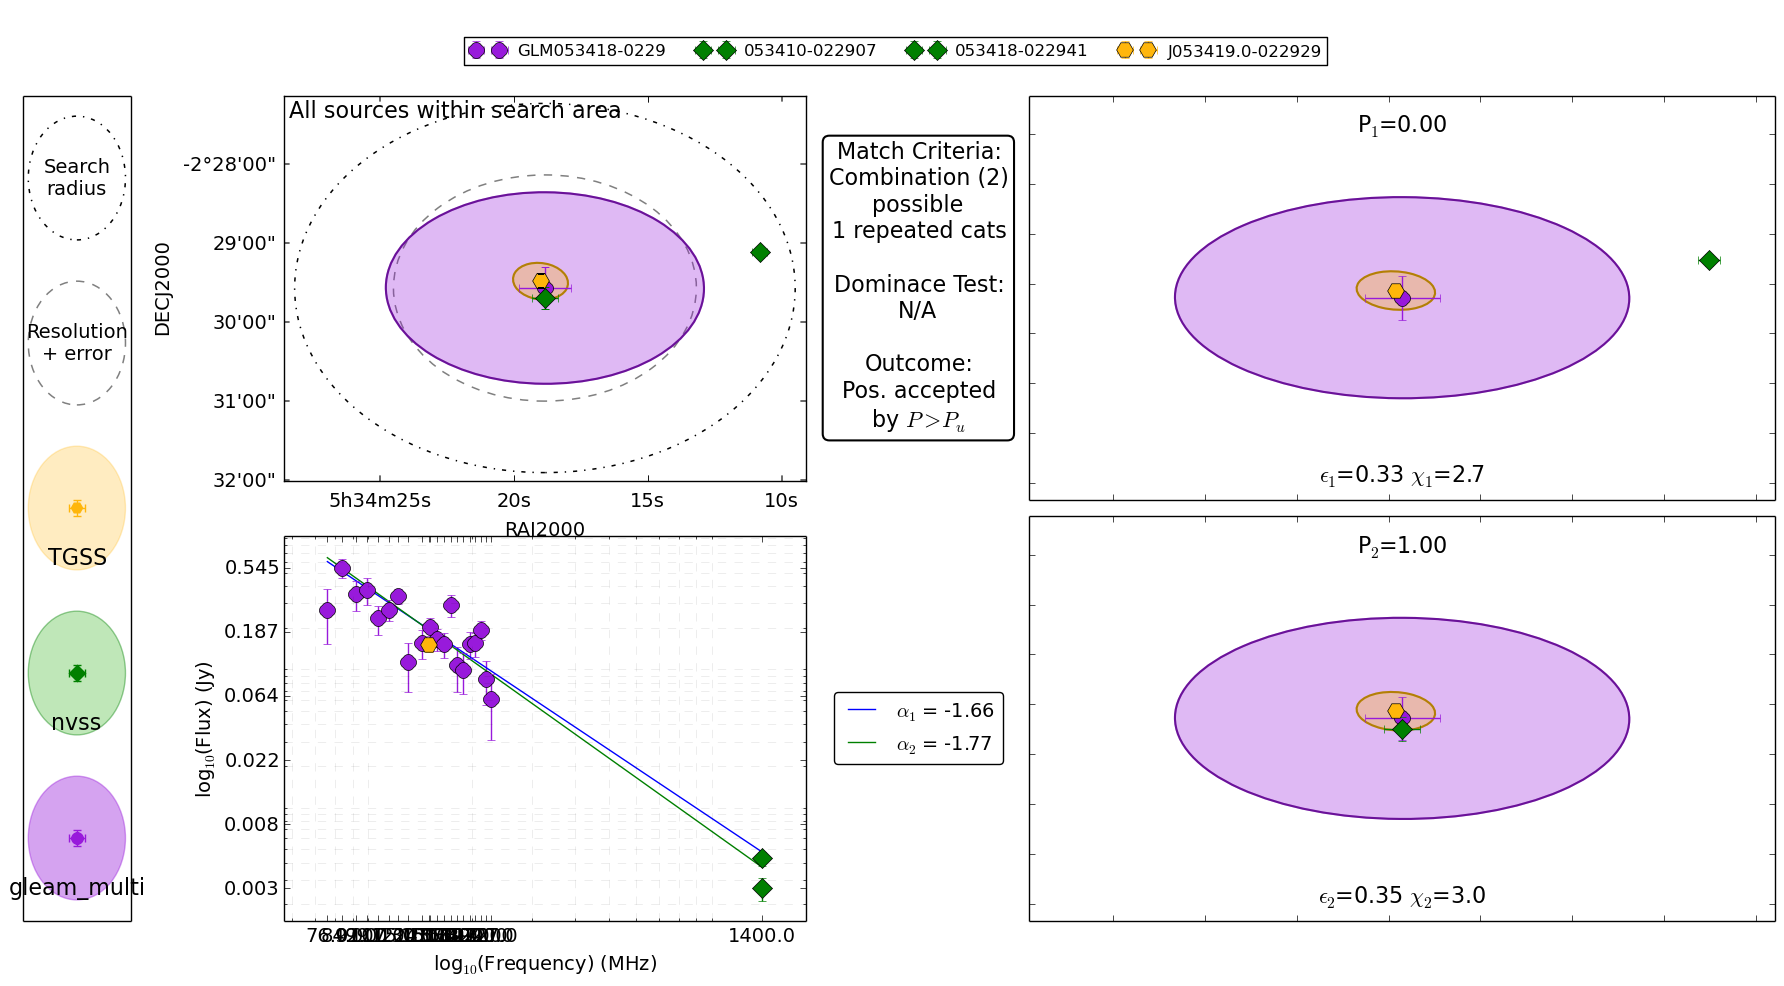 GLM053418-0229 053410-022907 053418-022941 J053419.0-022929
Search
radius
Resolution
+ error
TGSS
nvss
gleam_multi
All sources within search area
DECJ2000
-2°28'00"
29'00"
30'00"
31'00"
32'00"
5h34m25s 20s 15s 10s
RAJ2000
Match Criteria:
Combination (2)
possible
1 repeated cats
Dominace Test:
N/A
Outcome:
Pos. accepted
by P>Pᵤ
P₁=0.00
ϵ₁=0.33 χ₁=2.7
log₁₀(Flux) (Jy)
0.545
0.187
0.064
0.022
0.008
0.003
1400.0
log₁₀(Frequency) (MHz)
α₁ = -1.66
α₂ = -1.77
P₂=1.00
ϵ₂=0.35 χ₂=3.0